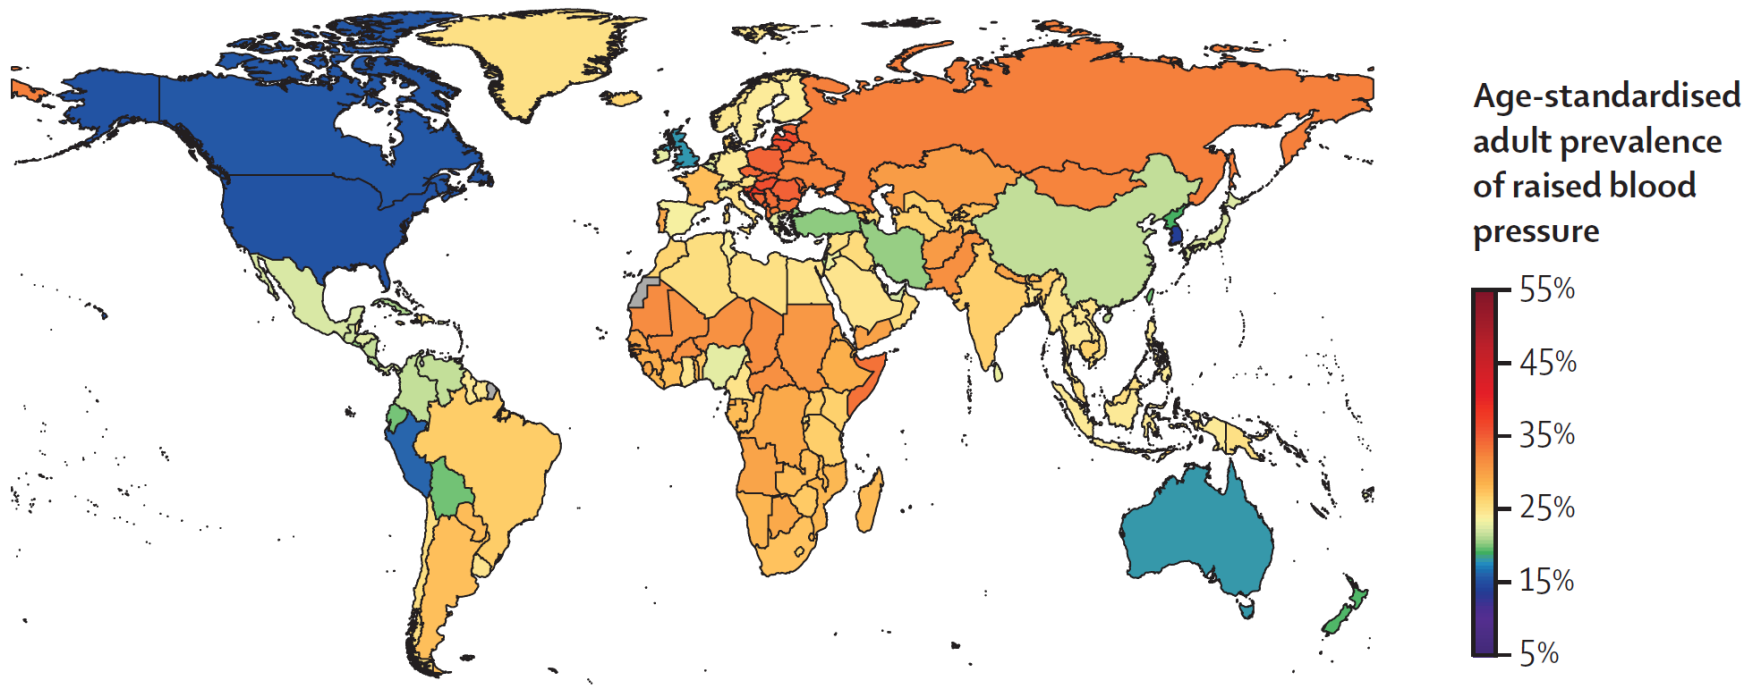 Age-standardised
adult prevalence
of raised blood
pressure
55%
45%
35%
25%
15%
5%